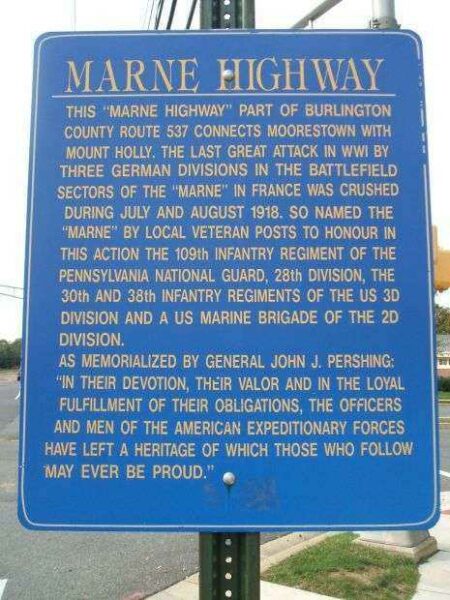 MARNE HIGHWAY
THIS "MARNE HIGHWAY" PART OF BURLINGTON
COUNTY ROUTE 537 CONNECTS MOORESTOWN WITH
MOUNT HOLLY. THE LAST GREAT ATTACK IN WWI BY
THREE GERMAN DIVISIONS IN THE BATTLEFIELD
SECTORS OF THE "MARNE" IN FRANCE WAS CRUSHED
DURING JULY AND AUGUST 1918. SO NAMED THE
"MARNE" BY LOCAL VETERAN POSTS TO HONOUR IN
THIS ACTION THE 109th INFANTRY REGIMENT OF THE
PENNSYLVANIA NATIONAL GUARD, 28th DIVISION, THE
30th AND 38th INFANTRY REGIMENTS OF THE US 3D
DIVISION AND A US MARINE BRIGADE OF THE 2D
DIVISION.
AS MEMORIALIZED BY GENERAL JOHN J. PERSHING:
"IN THEIR DEVOTION, THEIR VALOR AND IN THE LOYAL
FULFILLMENT OF THEIR OBLIGATIONS, THE OFFICERS
AND MEN OF THE AMERICAN EXPEDITIONARY FORCES
HAVE LEFT A HERITAGE OF WHICH THOSE WHO FOLLOW
MAY EVER BE PROUD."